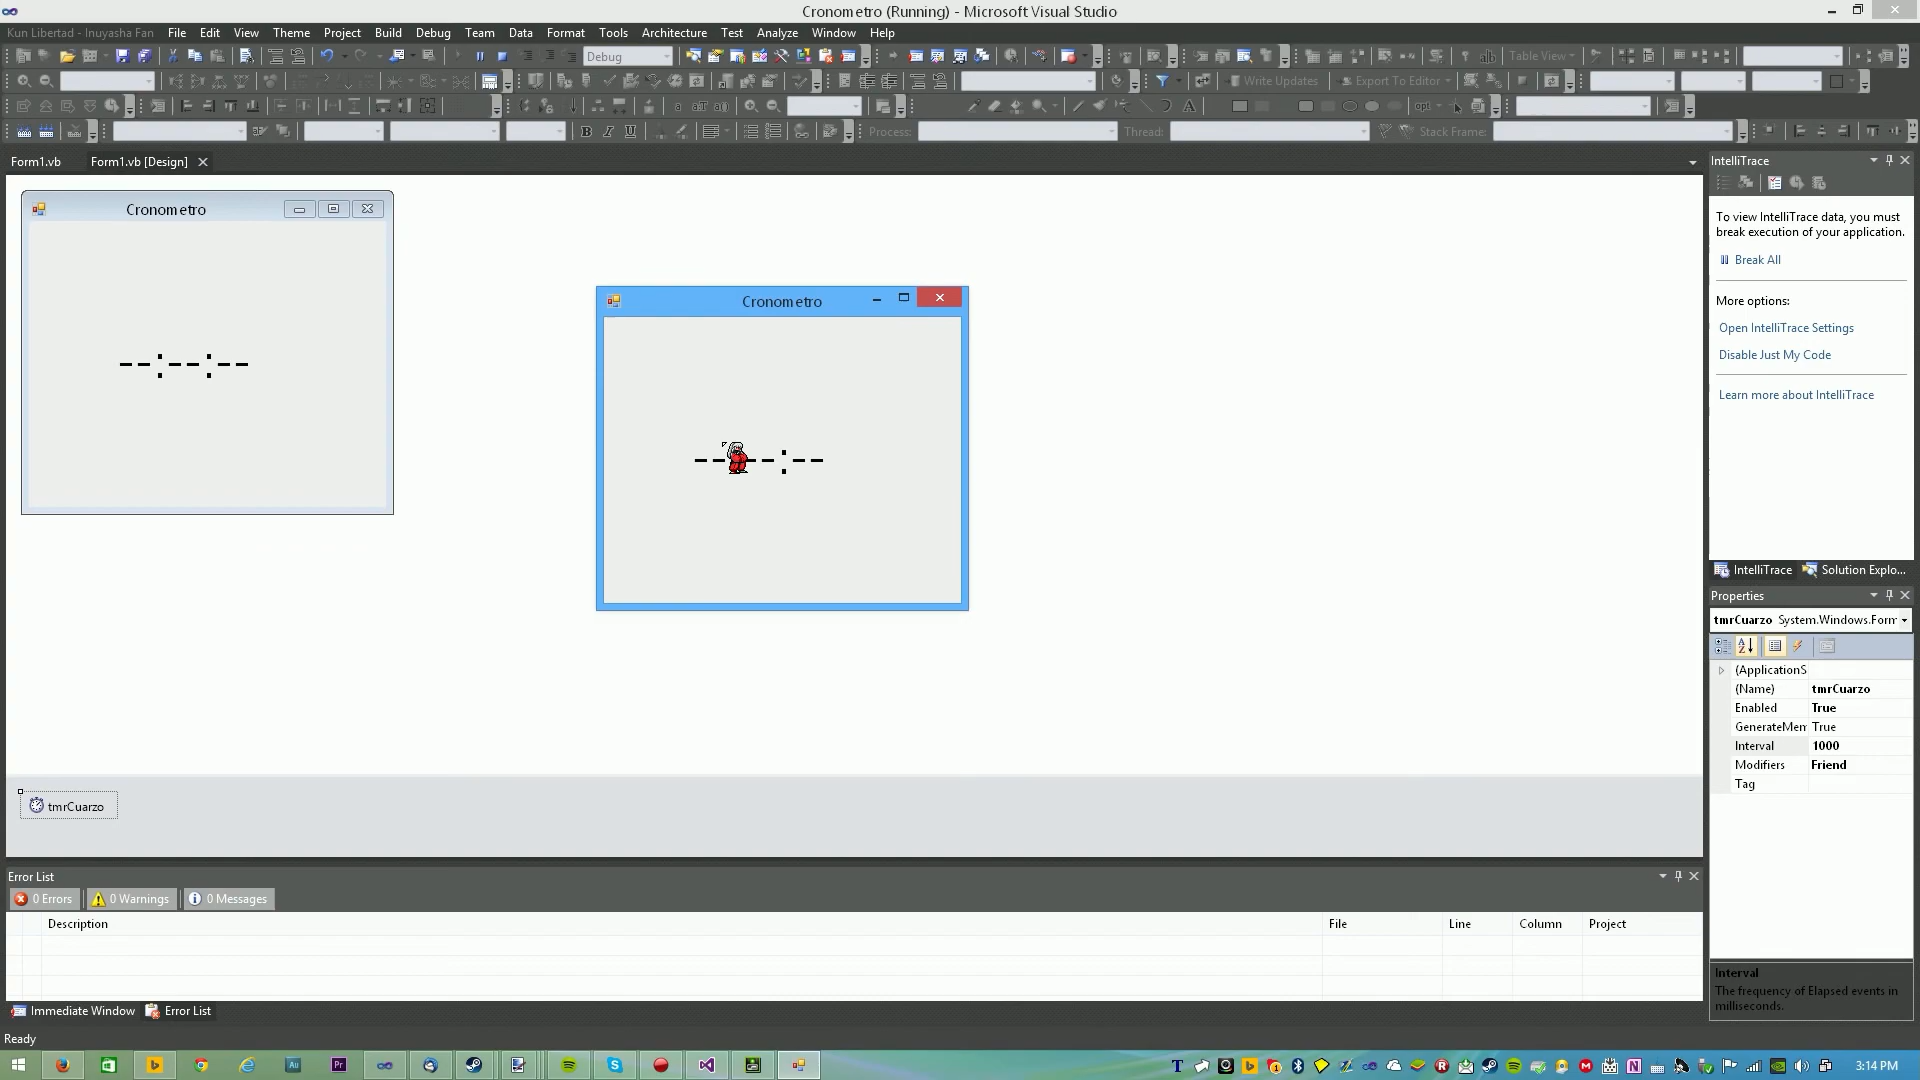 Cronometro (Running) - Microsoft Visual Studio
Kun Libertad - Inuyasha Fan File Edit View Theme Project Build Debug Team Data Format Tools Architecture Test Analyze Window Help
Debug
Table View
Write Updates Export To Editor
opt
B I U Process: Thread: Stack Frame:
Form1.vb Form1.vb [Design]
IntelliTrace
Cronometro
--:--:--
Cronometro
To view IntelliTrace data, you must
break execution of your application.
Break All
More options:
Open IntelliTrace Settings
Disable Just My Code
Learn more about IntelliTrace
IntelliTrace Solution Explo...
Properties
tmrCuarzo System.Windows.Form
(ApplicationS
(Name) tmrCuarzo
Enabled True
GenerateMem True
Interval 1000
Modifiers Friend
Tag
tmrCuarzo
Error List
0 Errors 0 Warnings 0 Messages
Description File Line Column Project
Interval
The frequency of Elapsed events in
milliseconds.
Immediate Window Error List
Ready
3:14 PM